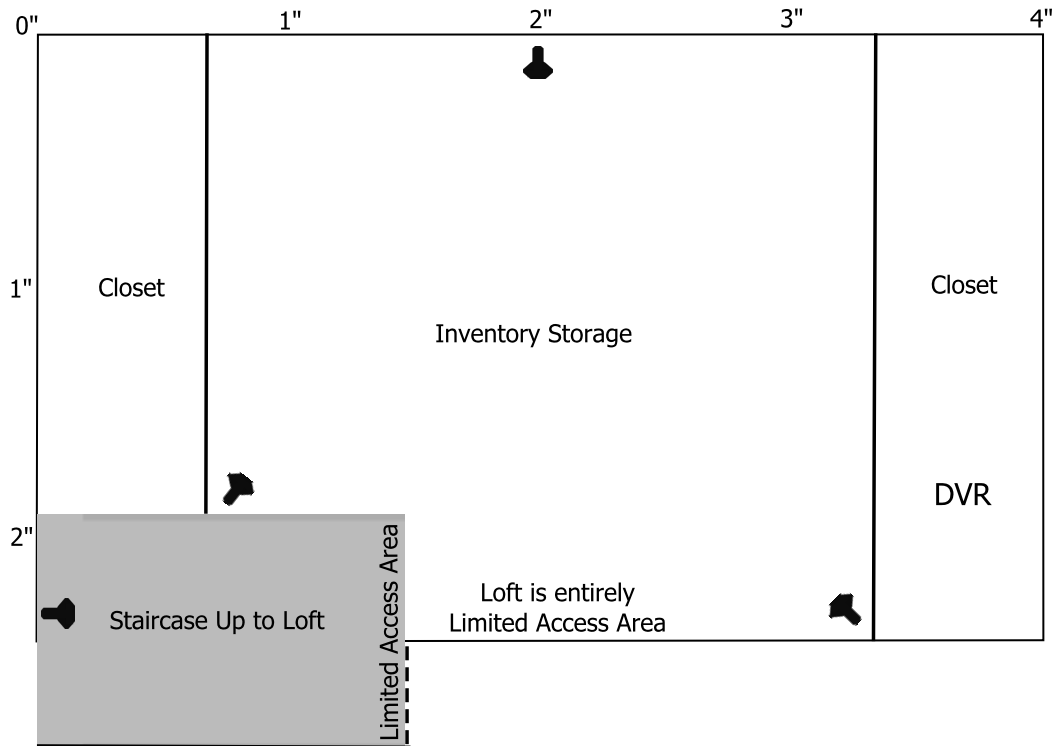 0"
1"
2"
3"
4"
1"
Closet
Closet
Inventory Storage
DVR
2"
Limited Access Area
Loft is entirely
Limited Access Area
Staircase Up to Loft